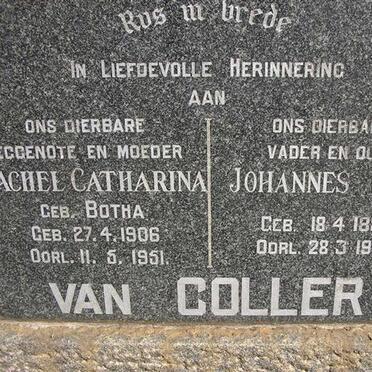 Rus in vrede
IN LIEFDEVOLLE HERINNERING
AAN
ONS DIERBARE
EGGENOTE EN MOEDER
RACHEL CATHARINA
GEB. BOTHA
GEB. 27.4.1906
OORL. 11.5.1951.
ONS DIERBA
VADER EN OU
JOHANNES
GEB. 18.4.18
OORL. 28.3.19
VAN COLLER